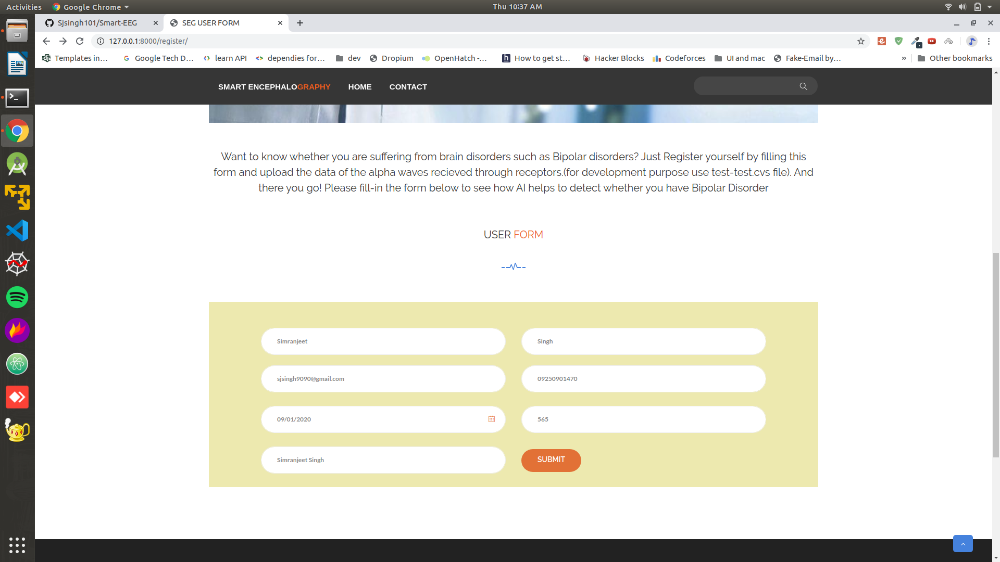 Activities
Google Chrome
Thu 10:37 AM
Sjsingh101/Smart-EEG
SEG USER FORM
127.0.0.1:8000/register/
Templates in…
Google Tech D…
learn API
dependies for…
dev
Dropium
OpenHatch -…
How to get st…
Hacker Blocks
Codeforces
UI and mac
Fake-Email by…
»
Other bookmarks
SMART ENCEPHALOGRAPHY
HOME
CONTACT
Want to know whether you are suffering from brain disorders such as Bipolar disorders? Just Register yourself by filling this
form and upload the data of the alpha waves recieved through receptors.(for development purpose use test-test.cvs file). And
there you go! Please fill-in the form below to see how AI helps to detect whether you have Bipolar Disorder
USER FORM
Simranjeet
Singh
sjsingh9090@gmail.com
09250901470
09/01/2020
565
Simranjeet Singh
SUBMIT